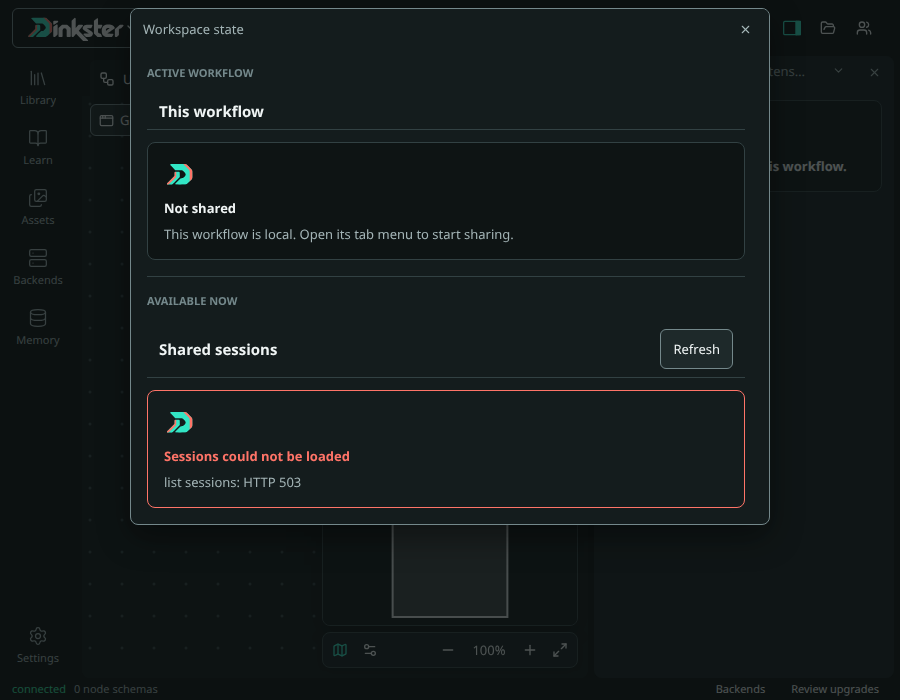 Dinkster
Workspace state
ACTIVE WORKFLOW
This workflow
Not shared
This workflow is local. Open its tab menu to start sharing.
AVAILABLE NOW
Shared sessions
Refresh
Sessions could not be loaded
list sessions: HTTP 503
Library
Learn
Assets
Backends
Memory
Settings
U
G
tens...
is workflow.
100%
connected
0 node schemas
Backends
Review upgrades